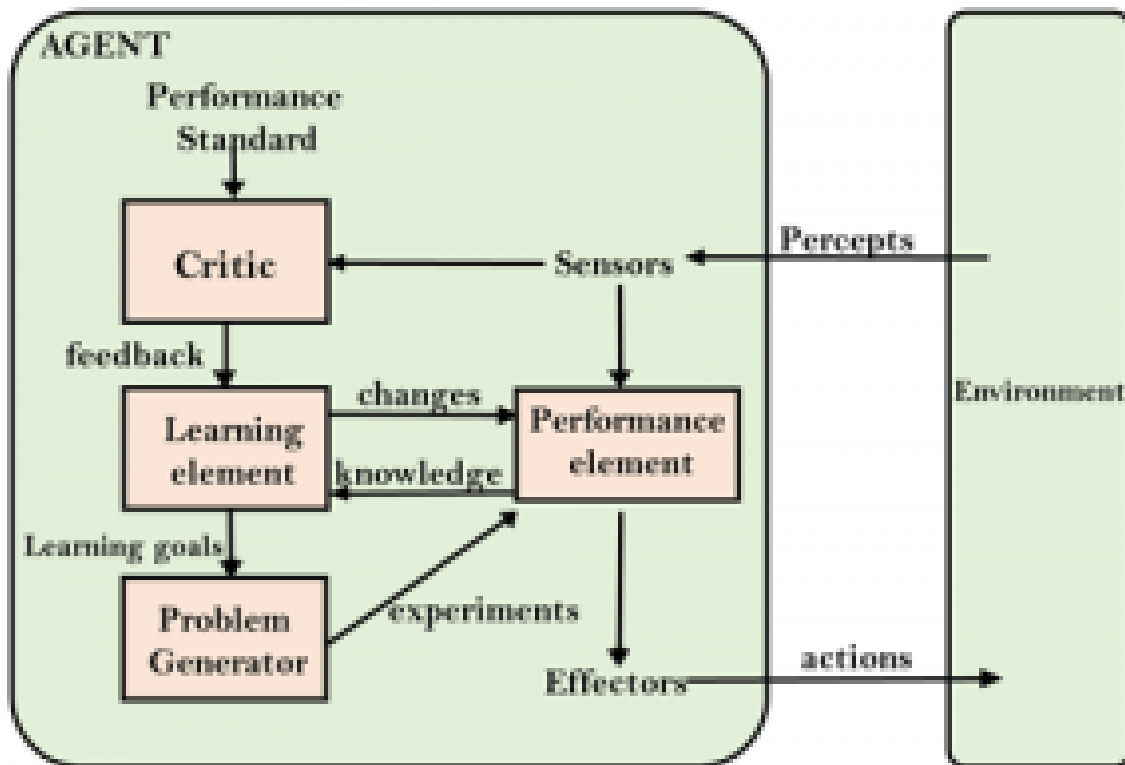 AGENT
Performance
Standard
Critic
Sensors
Percepts
feedback
changes
Environment
Learning
element
Performance
element
knowledge
Learning goals
experiments
Problem
Generator
Effectors
actions